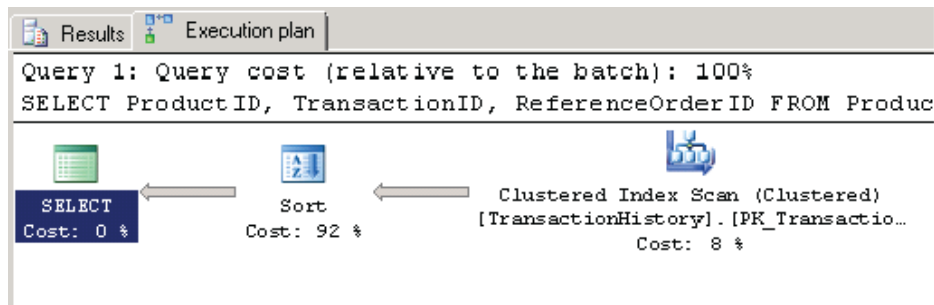 Results Execution plan
Query 1: Query cost (relative to the batch): 100%
SELECT ProductID, TransactionID, ReferenceOrderID FROM Produc
SELECT
Cost: 0 %
Sort
Cost: 92 %
Clustered Index Scan (Clustered)
[TransactionHistory].[PK_Transactio…
Cost: 8 %